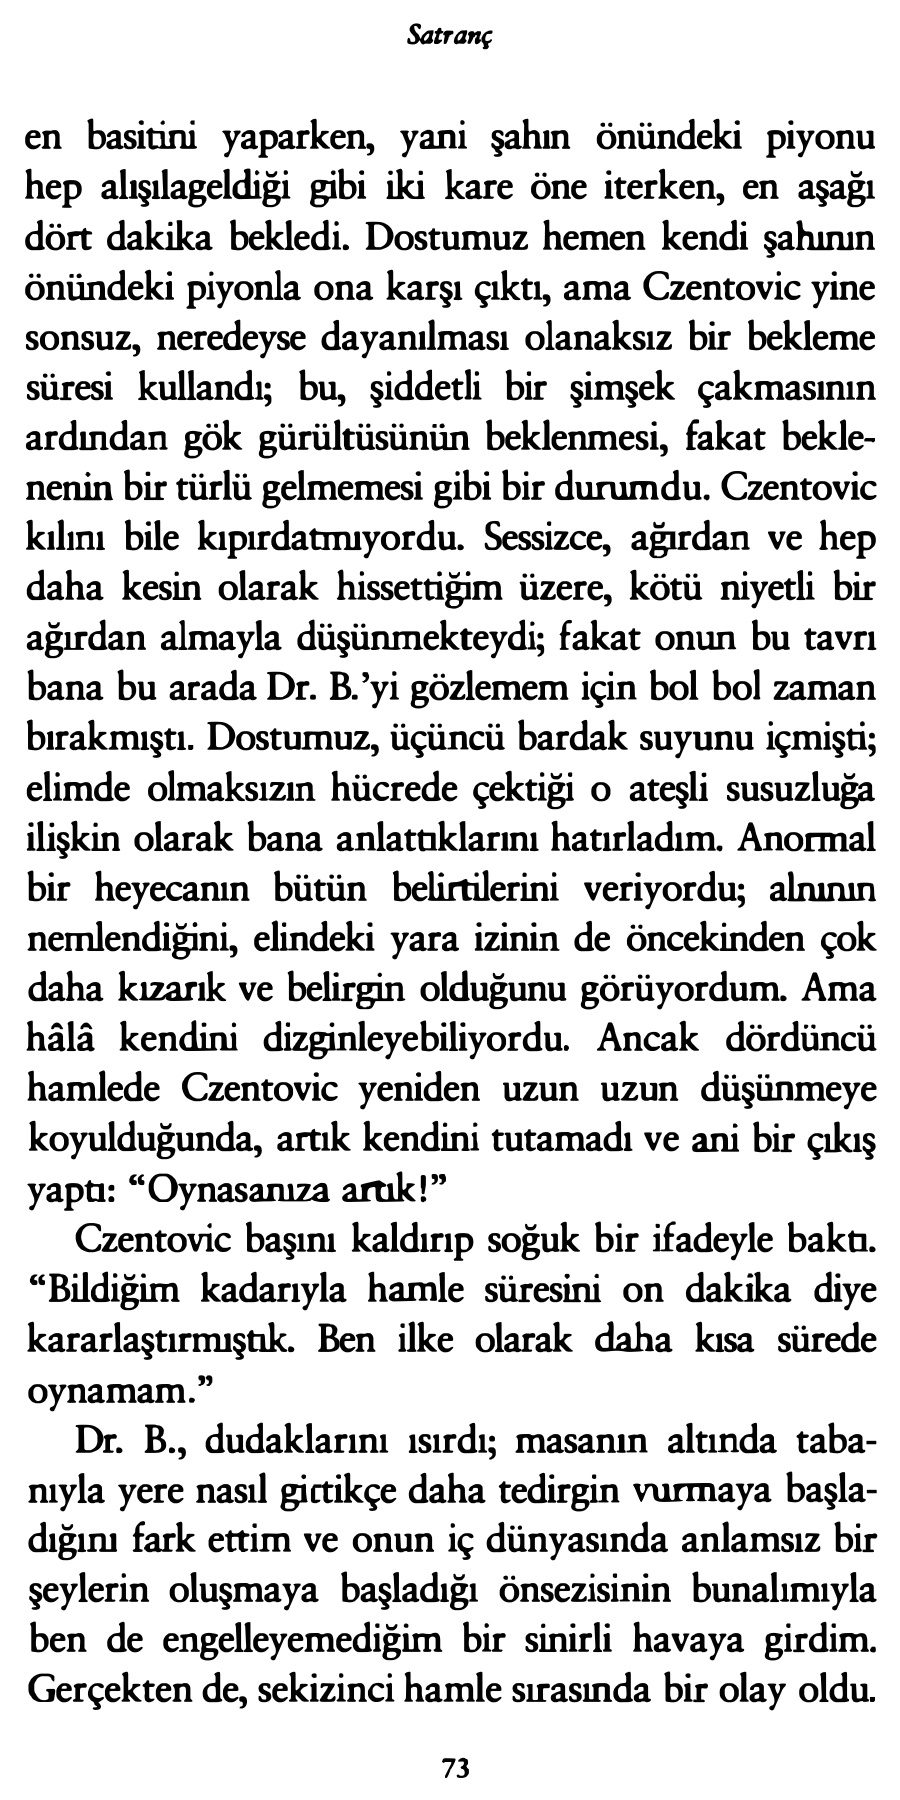 Satranç
en basitini yaparken, yani şahın önündeki piyonu
hep alışılageldiği gibi iki kare öne iterken, en aşağı
dört dakika bekledi. Dostumuz hemen kendi şahının
önündeki piyonla ona karşı çıktı, ama Czentovic yine
sonsuz, neredeyse dayanılması olanaksız bir bekleme
süresi kullandı; bu, şiddetli bir şimşek çakmasının
ardından gök gürültüsünün beklenmesi, fakat bekle-
nenin bir türlü gelmemesi gibi bir durumdu. Czentovic
kılını bile kıpırdatmıyordu. Sessizce, ağırdan ve hep
daha kesin olarak hissettiğim üzere, kötü niyetli bir
ağırdan almayla düşünmekteydi; fakat onun bu tavrı
bana bu arada Dr. B.'yi gözlemem için bol bol zaman
bırakmıştı. Dostumuz, üçüncü bardak suyunu içmişti;
elimde olmaksızın hücrede çektiği o ateşli susuzluğa
ilişkin olarak bana anlattıklarını hatırladım. Anormal
bir heyecanın bütün belirtilerini veriyordu; alnının
nemlendiğini, elindeki yara izinin de öncekinden çok
daha kızarık ve belirgin olduğunu görüyordum. Ama
hâlâ kendini dizginleyebiliyordu. Ancak dördüncü
hamlede Czentovic yeniden uzun uzun düşünmeye
koyulduğunda, artık kendini tutamadı ve ani bir çıkış
yaptı: “Oynasanıza artık!”
Czentovic başını kaldırıp soğuk bir ifadeyle baktı.
“Bildiğim kadarıyla hamle süresini on dakika diye
kararlaştırmıştık. Ben ilke olarak daha kısa sürede
oynamam.”
Dr. B., dudaklarını ısırdı; masanın altında taba-
nıyla yere nasıl gittikçe daha tedirgin vurmaya başla-
dığını fark ettim ve onun iç dünyasında anlamsız bir
şeylerin oluşmaya başladığı önsezisinin bunalımıyla
ben de engelleyemediğim bir sinirli havaya girdim.
Gerçekten de, sekizinci hamle sırasında bir olay oldu.
73